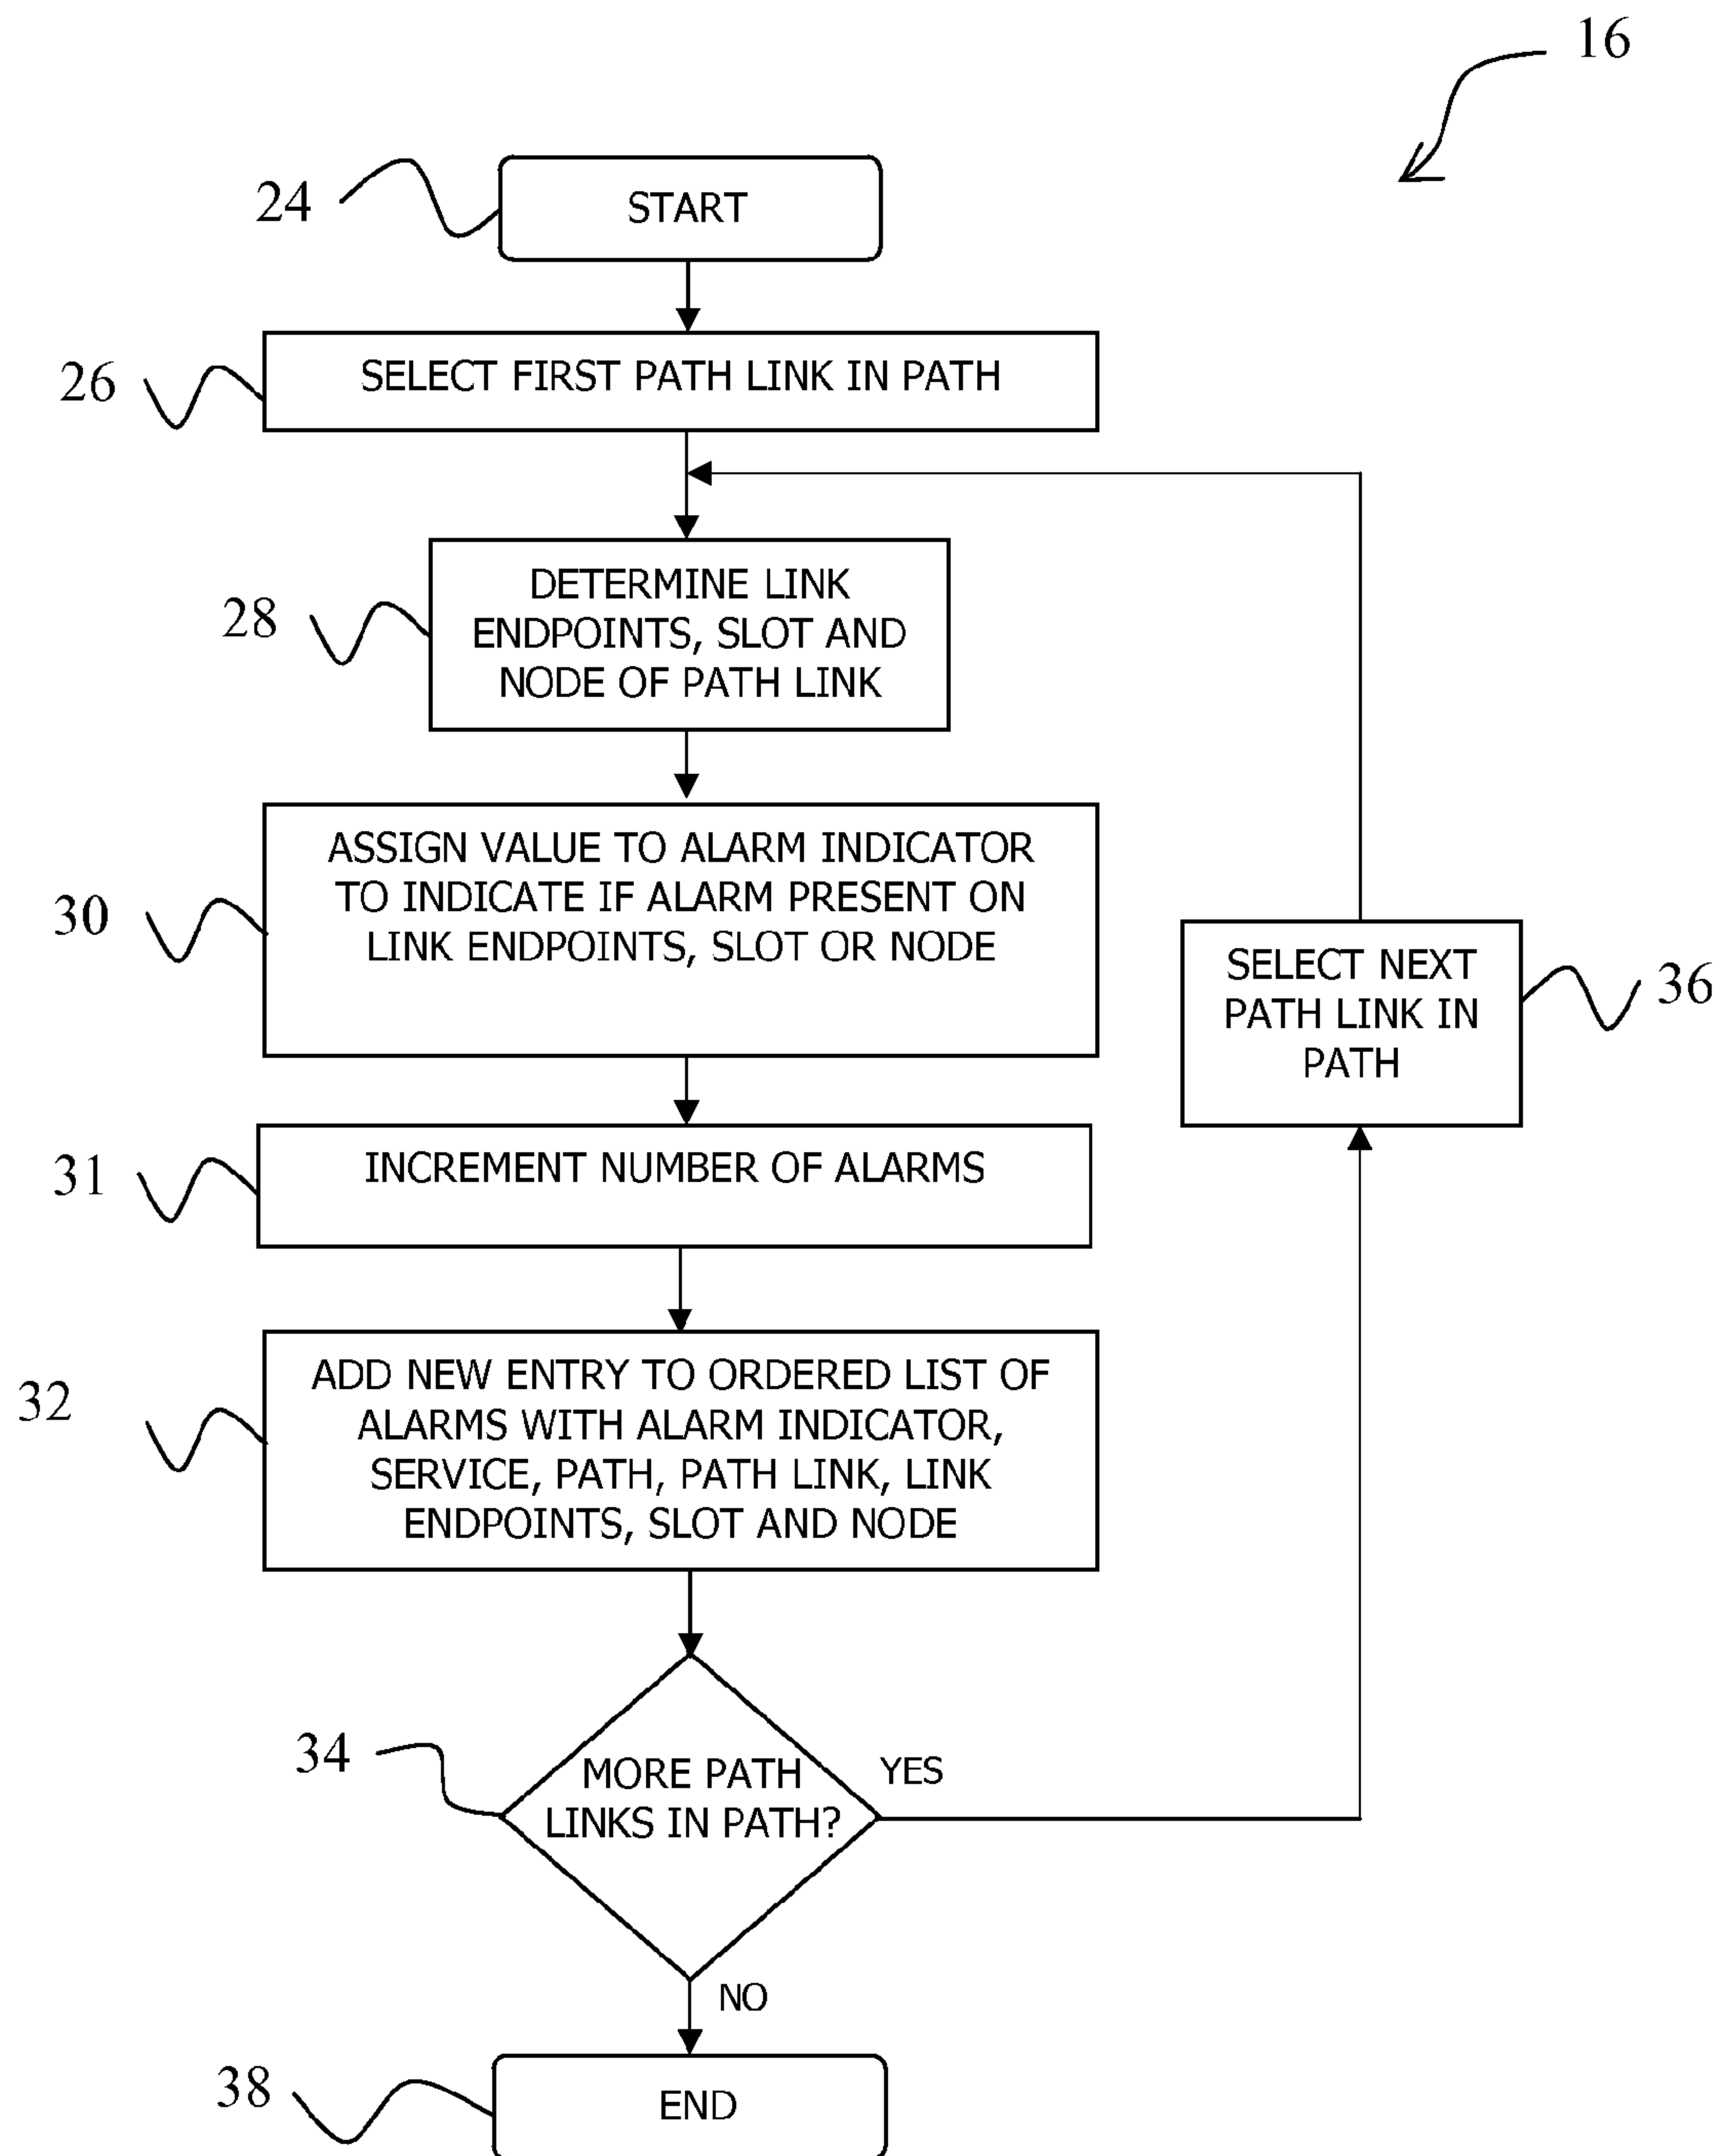 16
24
START
26
SELECT FIRST PATH LINK IN PATH
28
DETERMINE LINK
ENDPOINTS, SLOT AND
NODE OF PATH LINK
30
ASSIGN VALUE TO ALARM INDICATOR
TO INDICATE IF ALARM PRESENT ON
LINK ENDPOINTS, SLOT OR NODE
SELECT NEXT
PATH LINK IN
PATH
36
31
INCREMENT NUMBER OF ALARMS
32
ADD NEW ENTRY TO ORDERED LIST OF
ALARMS WITH ALARM INDICATOR,
SERVICE, PATH, PATH LINK, LINK
ENDPOINTS, SLOT AND NODE
34
MORE PATH
LINKS IN PATH?
YES
NO
38
END